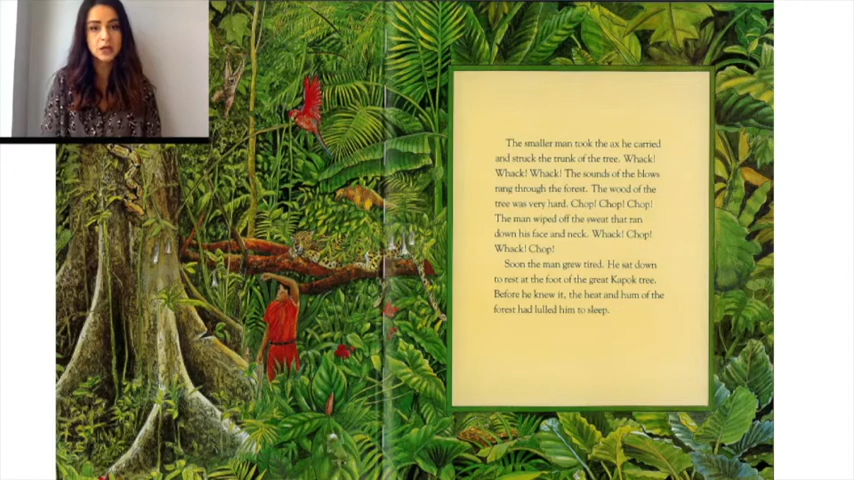 The smaller man took the ax he carried
and struck the trunk of the tree. Whack!
Whack! Whack! The sounds of the blows
rang through the forest. The wood of the
tree was very hard. Chop! Chop! Chop!
The man wiped off the sweat that ran
down his face and neck. Whack! Chop!
Whack! Chop!
Soon the man grew tired. He sat down
to rest at the foot of the great Kapok tree.
Before he knew it, the heat and hum of the
forest had lulled him to sleep.